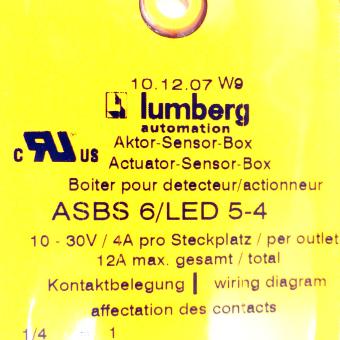 10.12.07 W9
lumberg
automation
c RU US
Aktor-Sensor-Box
Actuator-Sensor-Box
Boiter pour detecteur/actionneur
ASBS 6/LED 5-4
10 - 30V / 4A pro Steckplatz / per outlet
12A max. gesamt / total
Kontaktbelegung | wiring diagram
affectation des contacts
1/4 1